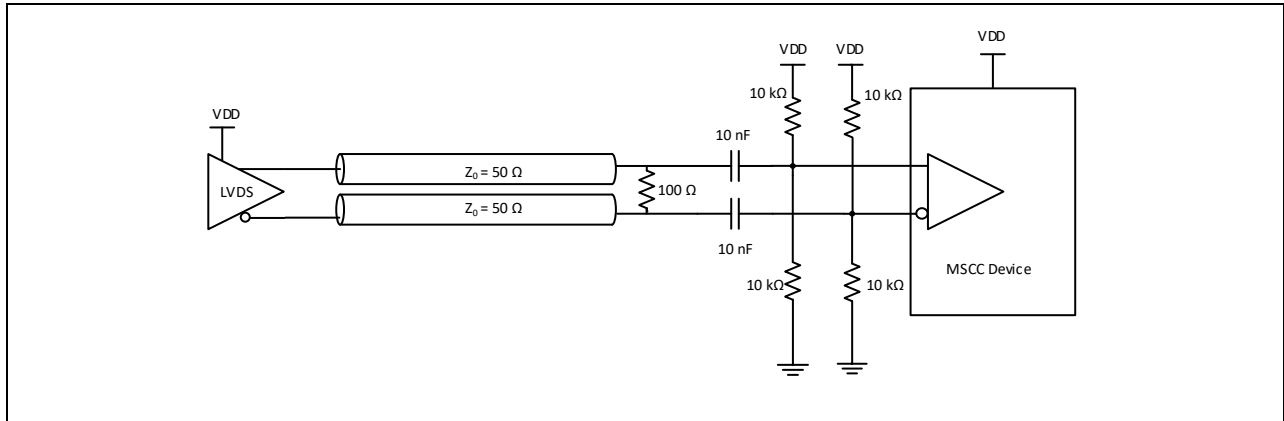 VDD
VDD
VDD
10 kΩ
10 kΩ
VDD
10 nF
LVDS
Z0 = 50 Ω
100 Ω
Z0 = 50 Ω
10 nF
MSCC Device
10 kΩ
10 kΩ